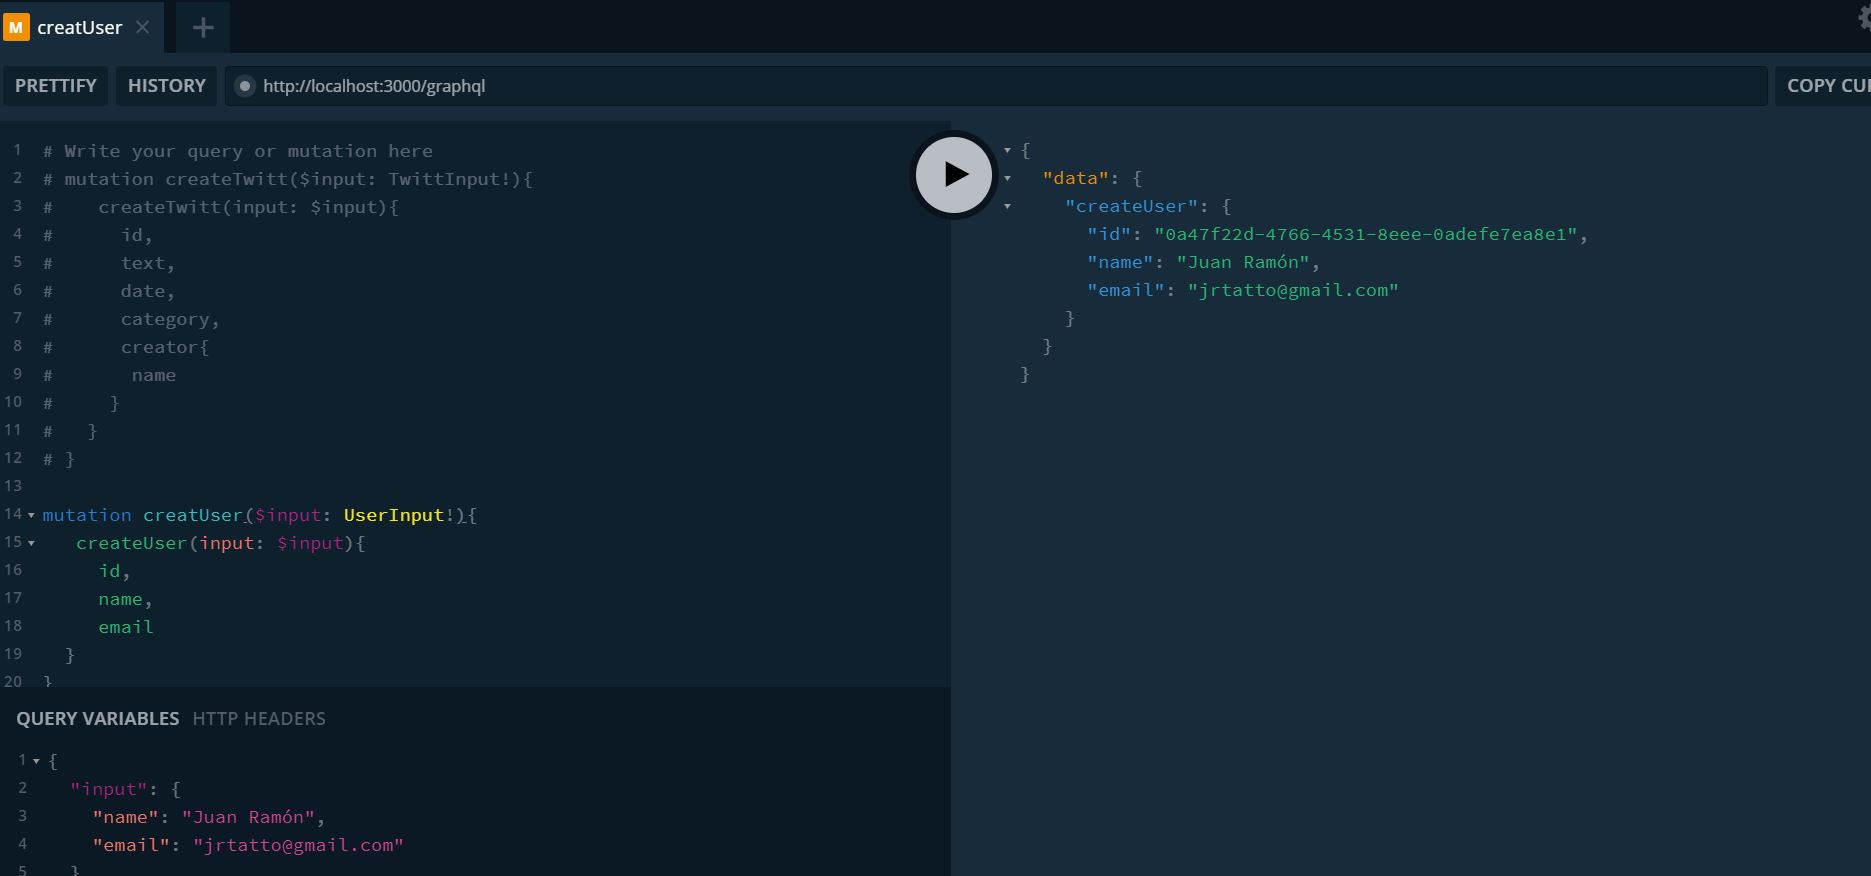 M creatUser
PRETTIFY HISTORY http://localhost:3000/graphql COPY CU
1 # Write your query or mutation here
2 # mutation createTwitt($input: TwittInput!){
3 #    createTwitt(input: $input){
4 #      id,
5 #      text,
6 #      date,
7 #      category,
8 #      creator{
9 #       name
10 #     }
11 #   }
12 # }
13
14 mutation creatUser($input: UserInput!){
15    createUser(input: $input){
16      id,
17      name,
18      email
19   }
20 }
QUERY VARIABLES HTTP HEADERS
1 {
2   "input": {
3     "name": "Juan Ramón",
4     "email": "jrtatto@gmail.com"
5   }
{
  "data": {
    "createUser": {
      "id": "0a47f22d-4766-4531-8eee-0adefe7ea8e1",
      "name": "Juan Ramón",
      "email": "jrtatto@gmail.com"
    }
  }
}